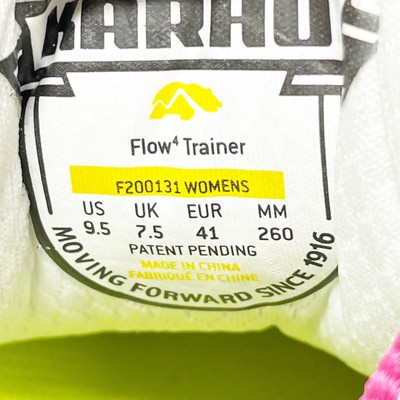 KARHU
Flow⁴ Trainer
F200131 WOMENS
US UK EUR MM
9.5 7.5 41 260
PATENT PENDING
MADE IN CHINA
FABRIQUÉ EN CHINE
MOVING FORWARD SINCE 1916